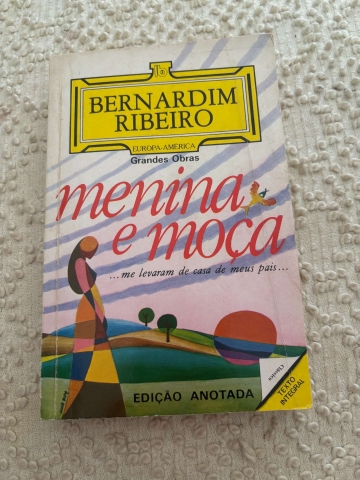 BERNARDIM
RIBEIRO
EUROPA-AMÉRICA
Grandes Obras
menina
e moça
...me levaram de casa de meus pais...
EDIÇÃO ANOTADA
TEXTO
INTEGRAL